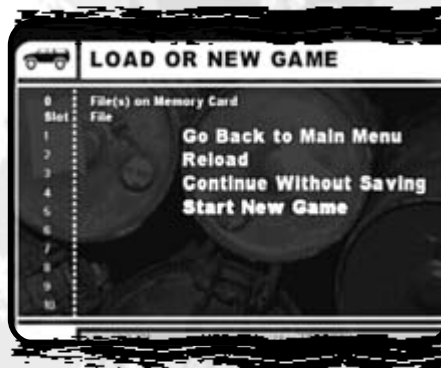 LOAD OR NEW GAME
0 File(s) on Memory Card
Slot File
1
2
3
4
5
6
7
8
9
10
Go Back to Main Menu
Reload
Continue Without Saving
Start New Game